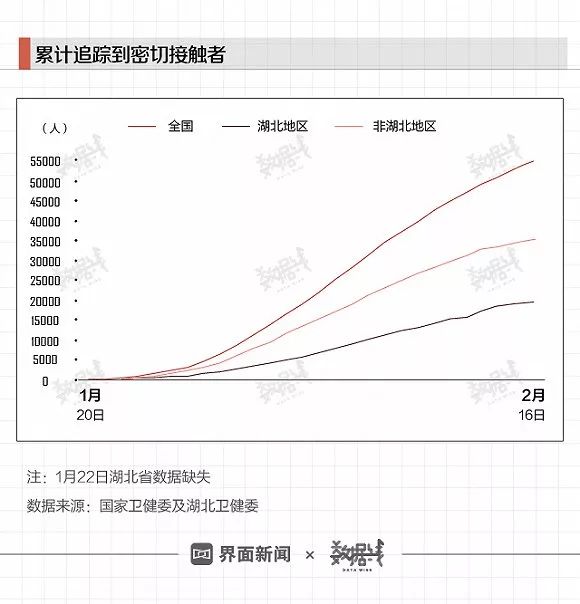 累计追踪到密切接触者
（人）
全国
湖北地区
非湖北地区
55000
50000
45000
40000
35000
30000
25000
20000
15000
10000
5000
0
1月
20日
2月
16日
注：1月22日湖北省数据缺失
数据来源：国家卫健委及湖北卫健委
界面新闻 × 数据线
DATA WIRE